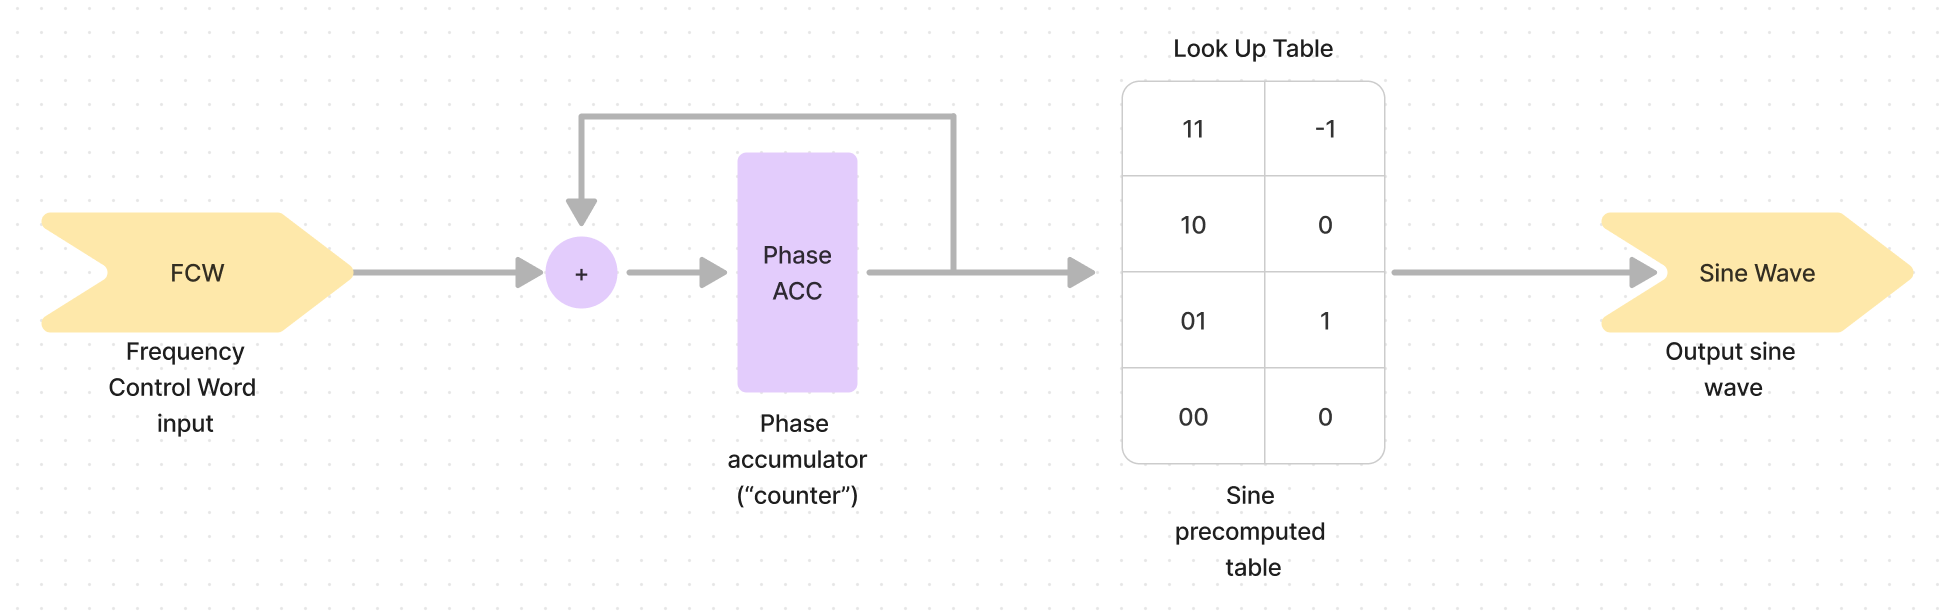 FCW
Frequency
Control Word
input
+
Phase
ACC
Phase
accumulator
(“counter”)
Look Up Table
11 -1
10 0
01 1
00 0
Sine
precomputed
table
Sine Wave
Output sine
wave